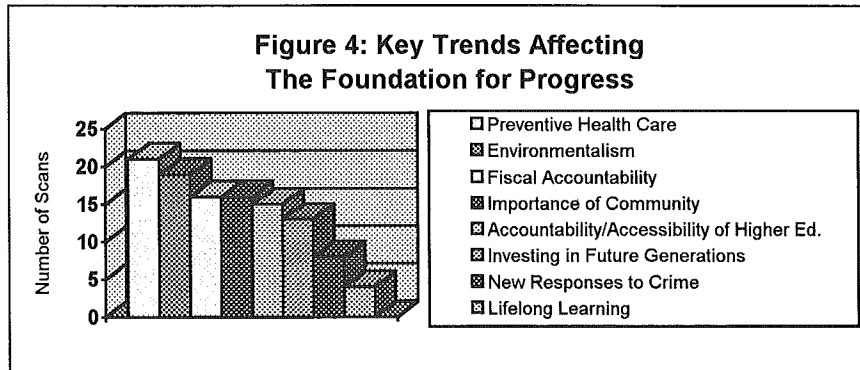 Figure 4: Key Trends Affecting
The Foundation for Progress
Number of Scans
25
20
15
10
5
0
Preventive Health Care
Environmentalism
Fiscal Accountability
Importance of Community
Accountability/Accessibility of Higher Ed.
Investing in Future Generations
New Responses to Crime
Lifelong Learning